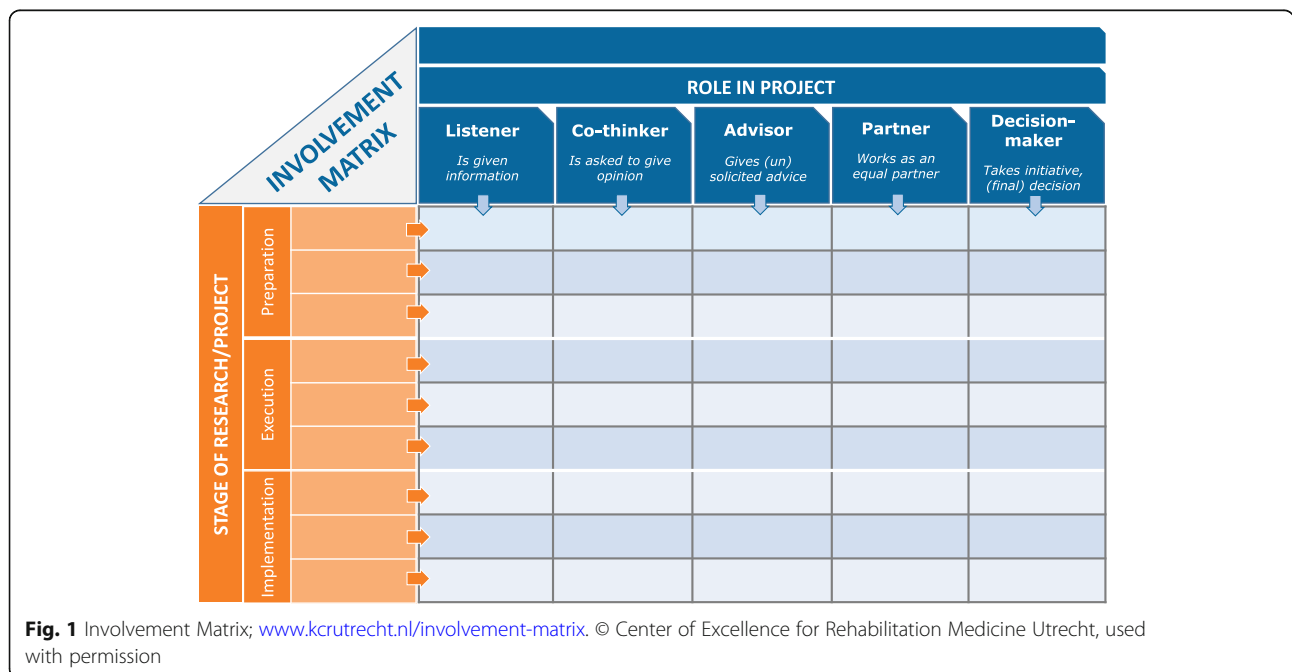 INVOLVEMENT
MATRIX
ROLE IN PROJECT
Listener
Is given
information
Co-thinker
Is asked to give
opinion
Advisor
Gives (un)
solicited advice
Partner
Works as an
equal partner
Decision-
maker
Takes initiative,
(final) decision
STAGE OF RESEARCH/PROJECT
Preparation
Execution
Implementation
Fig. 1 Involvement Matrix; www.kcrutrecht.nl/involvement-matrix. © Center of Excellence for Rehabilitation Medicine Utrecht, used
with permission